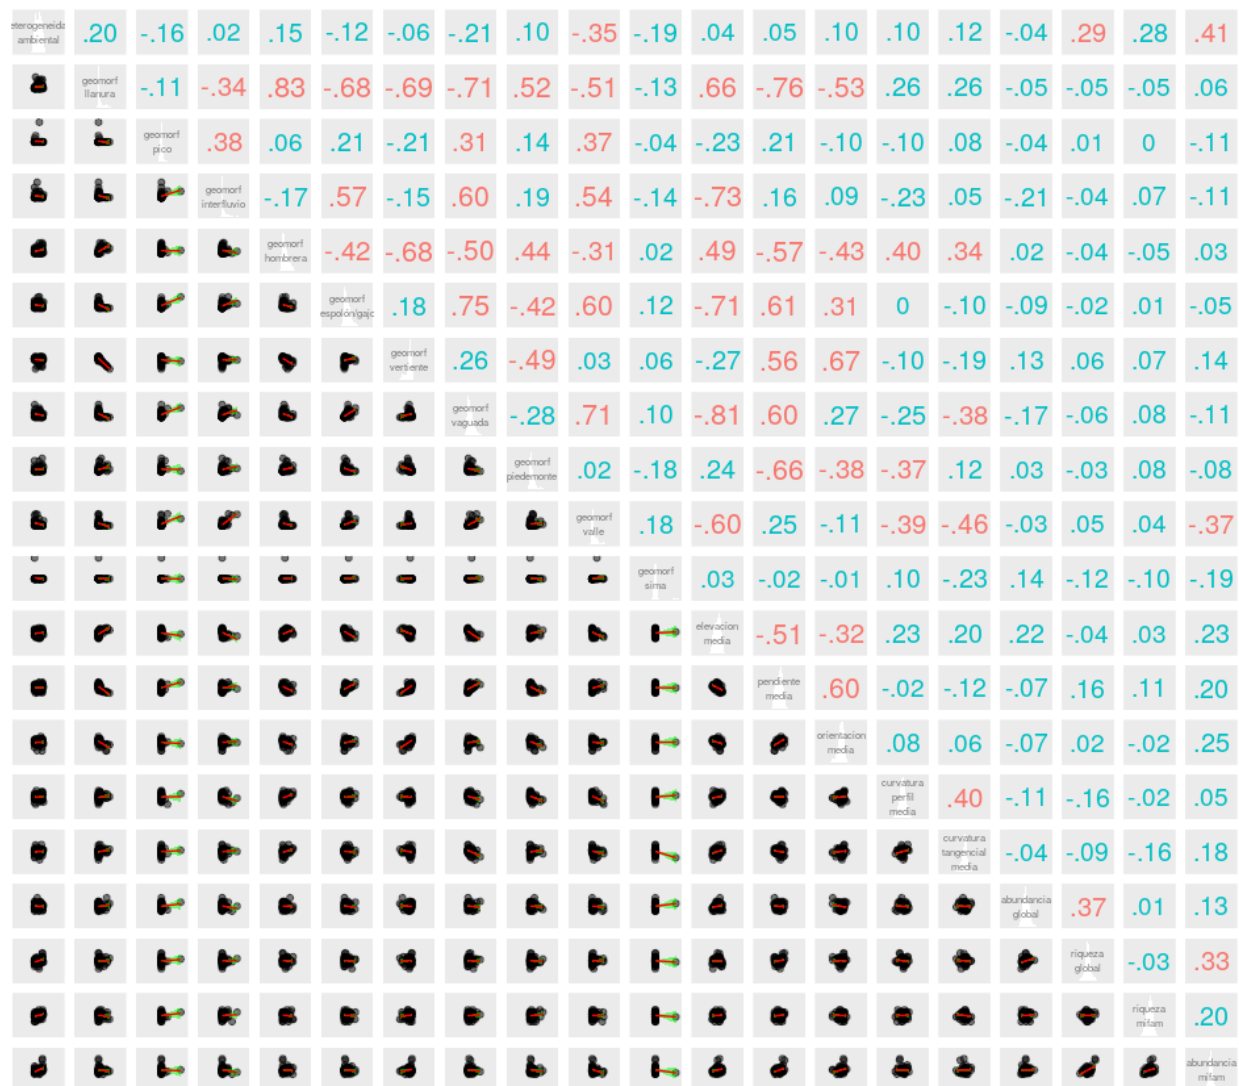 eterogeneida
ambiental
.20 -.16 .02 .15 -.12 -.06 -.21 .10 -.35 -.19 .04 .05 .10 .10 .12 -.04 .29 .28 .41
geomorf
llanura
-.11 -.34 .83 -.68 -.69 -.71 .52 -.51 -.13 .66 -.76 -.53 .26 .26 -.05 -.05 -.05 .06
geomorf
pico
.38 .06 .21 -.21 .31 .14 .37 -.04 -.23 .21 -.10 -.10 .08 -.04 .01 0 -.11
geomorf
interfluvio
-.17 .57 -.15 .60 .19 .54 -.14 -.73 .16 .09 -.23 .05 -.21 -.04 .07 -.11
geomorf
hombrera
-.42 -.68 -.50 .44 -.31 .02 .49 -.57 -.43 .40 .34 .02 -.04 -.05 .03
geomorf
espolón/gajo
.18 .75 -.42 .60 .12 -.71 .61 .31 0 -.10 -.09 -.02 .01 -.05
geomorf
vertiente
.26 -.49 .03 .06 -.27 .56 .67 -.10 -.19 .13 .06 .07 .14
geomorf
vaguada
-.28 .71 .10 -.81 .60 .27 -.25 -.38 -.17 -.06 .08 -.11
geomorf
piedemonte
.02 -.18 .24 -.66 -.38 -.37 .12 .03 -.03 .08 -.08
geomorf
valle
.18 -.60 .25 -.11 -.39 -.46 -.03 .05 .04 -.37
geomorf
sima
.03 -.02 -.01 .10 -.23 .14 -.12 -.10 -.19
elevacion
media
-.51 -.32 .23 .20 .22 -.04 .03 .23
pendiente
media
.60 -.02 -.12 -.07 .16 .11 .20
orientacion
media
.08 .06 -.07 .02 -.02 .25
curvatura
perfil
media
.40 -.11 -.16 -.02 .05
curvatura
tangencial
media
-.04 -.09 -.16 .18
abundancia
global
.37 .01 .13
riqueza
global
-.03 .33
riqueza
mifam
.20
abundancia
mifam